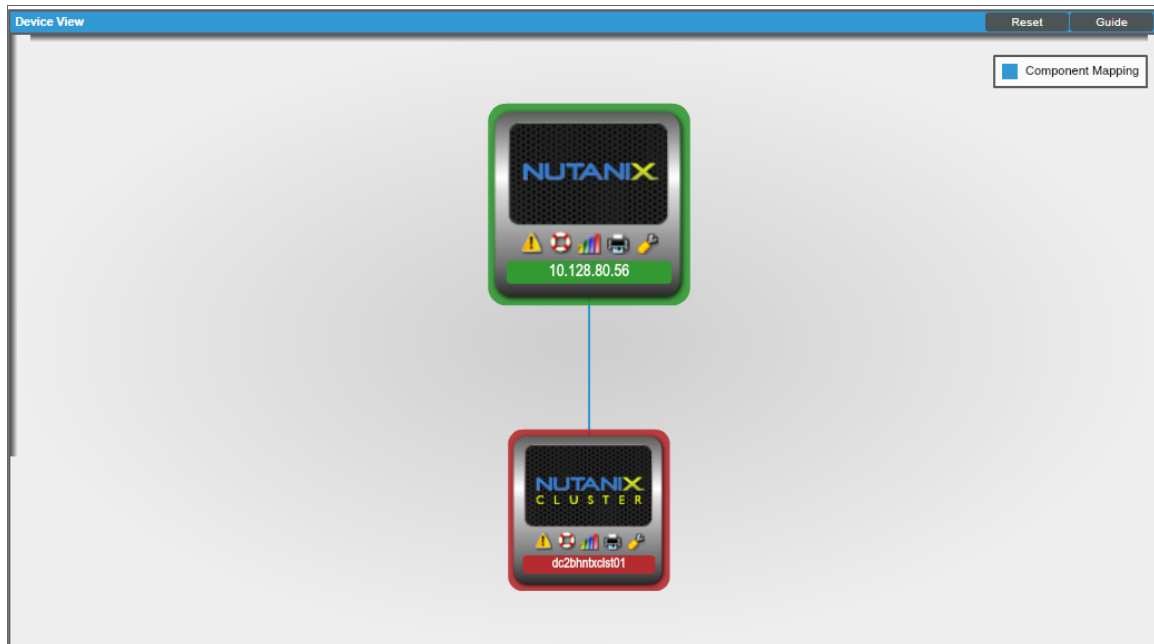 Device View
Reset
Guide
Component Mapping
NUTANIX
10.128.80.56
NUTANIX
CLUSTER
dc2bhntxclst01